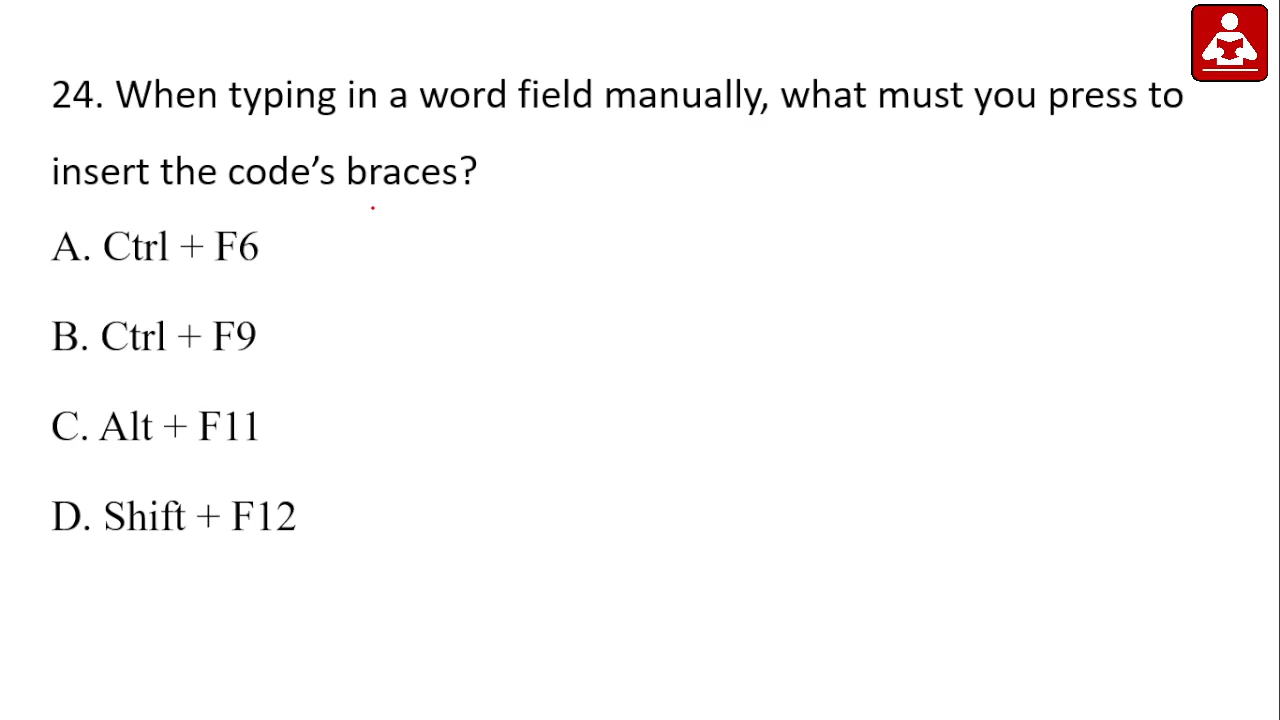 24. When typing in a word field manually, what must you press to
insert the code’s braces?
A. Ctrl + F6
B. Ctrl + F9
C. Alt + F11
D. Shift + F12